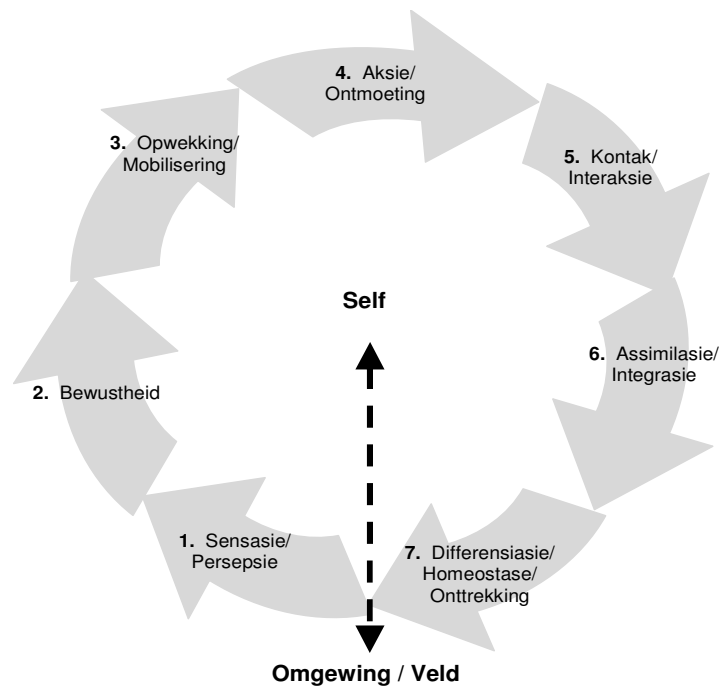 1. Sensasie/
Persepsie
2. Bewustheid
3. Opwekking/
Mobilisering
4. Aksie/
Ontmoeting
5. Kontak/
Interaksie
6. Assimilasie/
Integrasie
7. Differensiasie/
Homeostase/
Onttrekking
Self
Omgewing / Veld